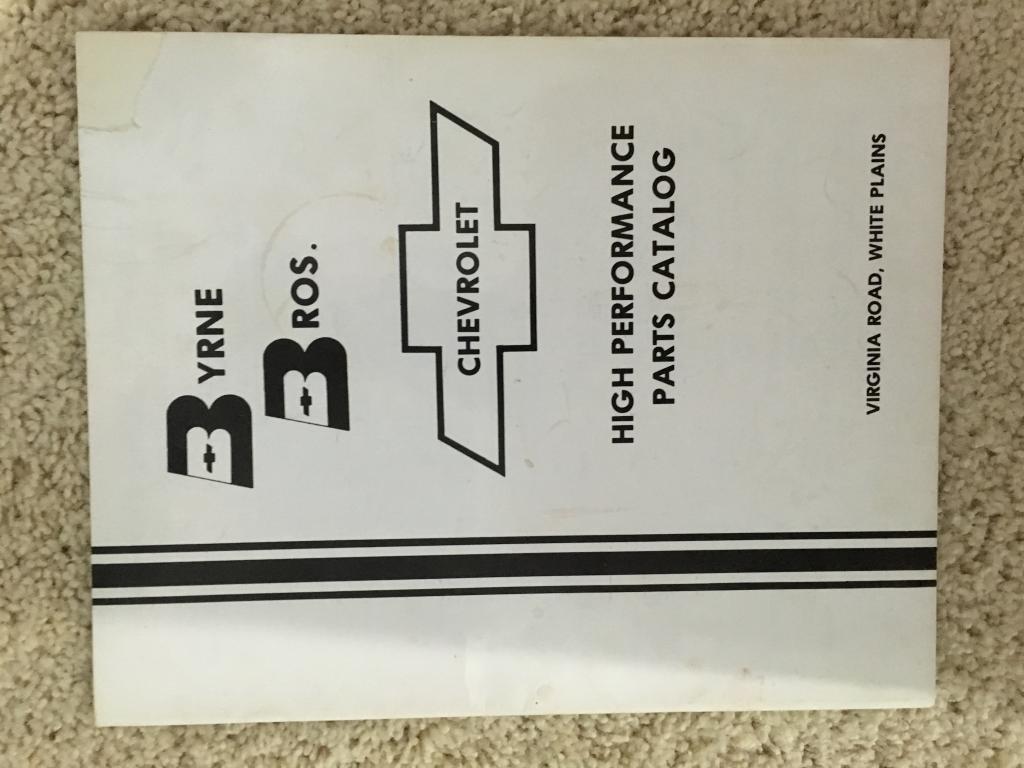 BYRNE
BROS.
CHEVROLET
HIGH PERFORMANCE
PARTS CATALOG
VIRGINIA ROAD, WHITE PLAINS